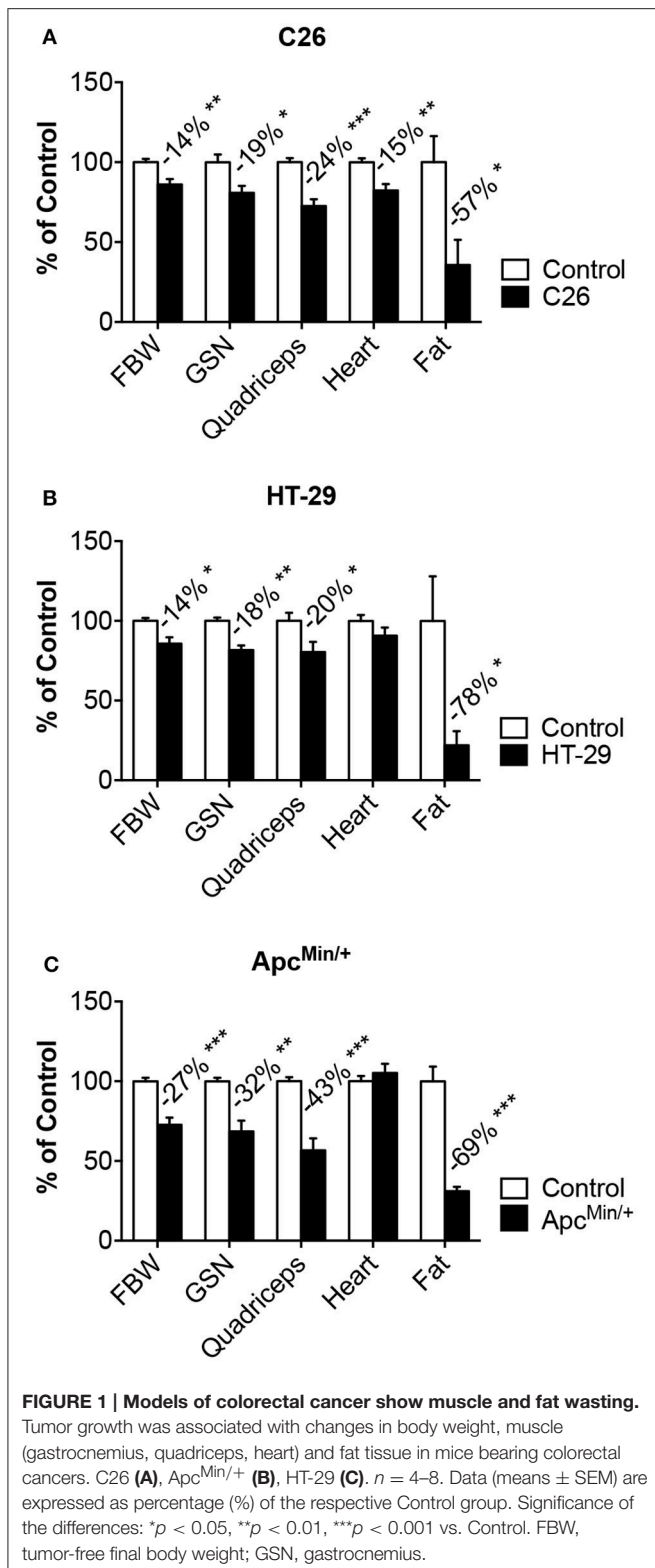 A
C26
150
100
50
0
% of Control
-14% **
-19% *
-24% ***
-15% **
-57% *
Control
C26
FBW
GSN
Quadriceps
Heart
Fat
B
HT-29
150
100
50
0
% of Control
-14% *
-18% **
-20% *
-78% *
Control
HT-29
FBW
GSN
Quadriceps
Heart
Fat
C
Apc^Min/+
150
100
50
0
% of Control
-27% ***
-32% **
-43% ***
-69% ***
Control
Apc^Min/+
FBW
GSN
Quadriceps
Heart
Fat
FIGURE 1 | Models of colorectal cancer show muscle and fat wasting.
Tumor growth was associated with changes in body weight, muscle
(gastrocnemius, quadriceps, heart) and fat tissue in mice bearing colorectal
cancers. C26 (A), Apc^Min/+ (B), HT-29 (C). n = 4–8. Data (means ± SEM) are
expressed as percentage (%) of the respective Control group. Significance of
the differences: *p < 0.05, **p < 0.01, ***p < 0.001 vs. Control. FBW,
tumor-free final body weight; GSN, gastrocnemius.